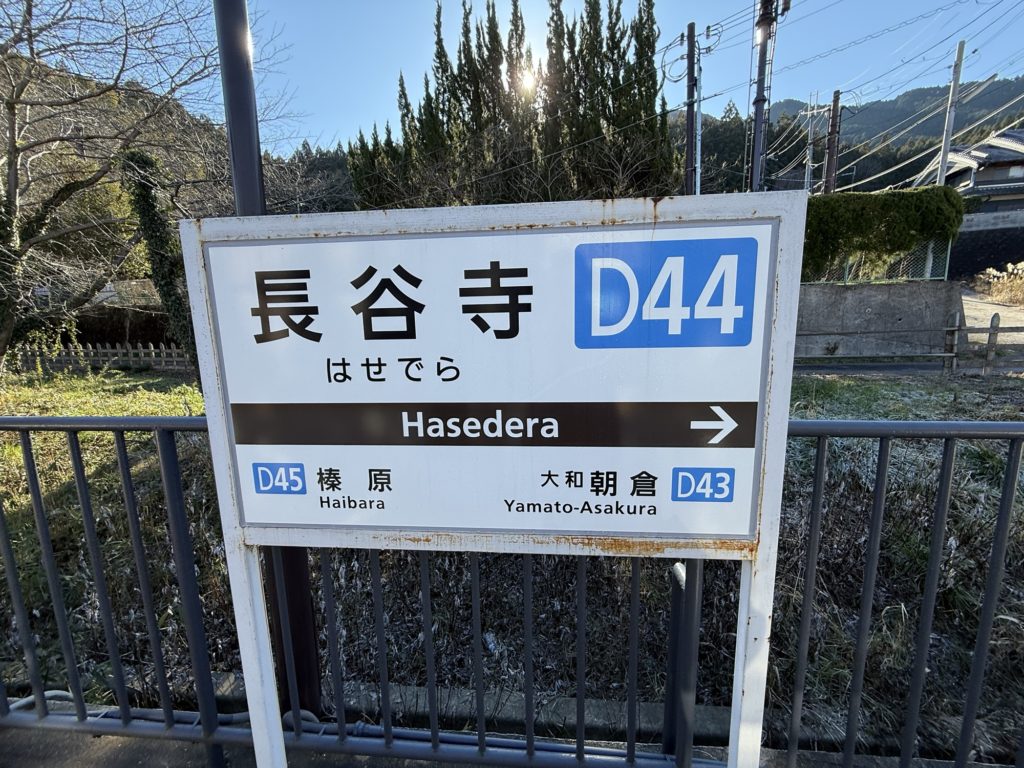 長谷寺 D44
はせでら
Hasedera →
D45 榛原 大和朝倉 D43
Haibara Yamato-Asakura